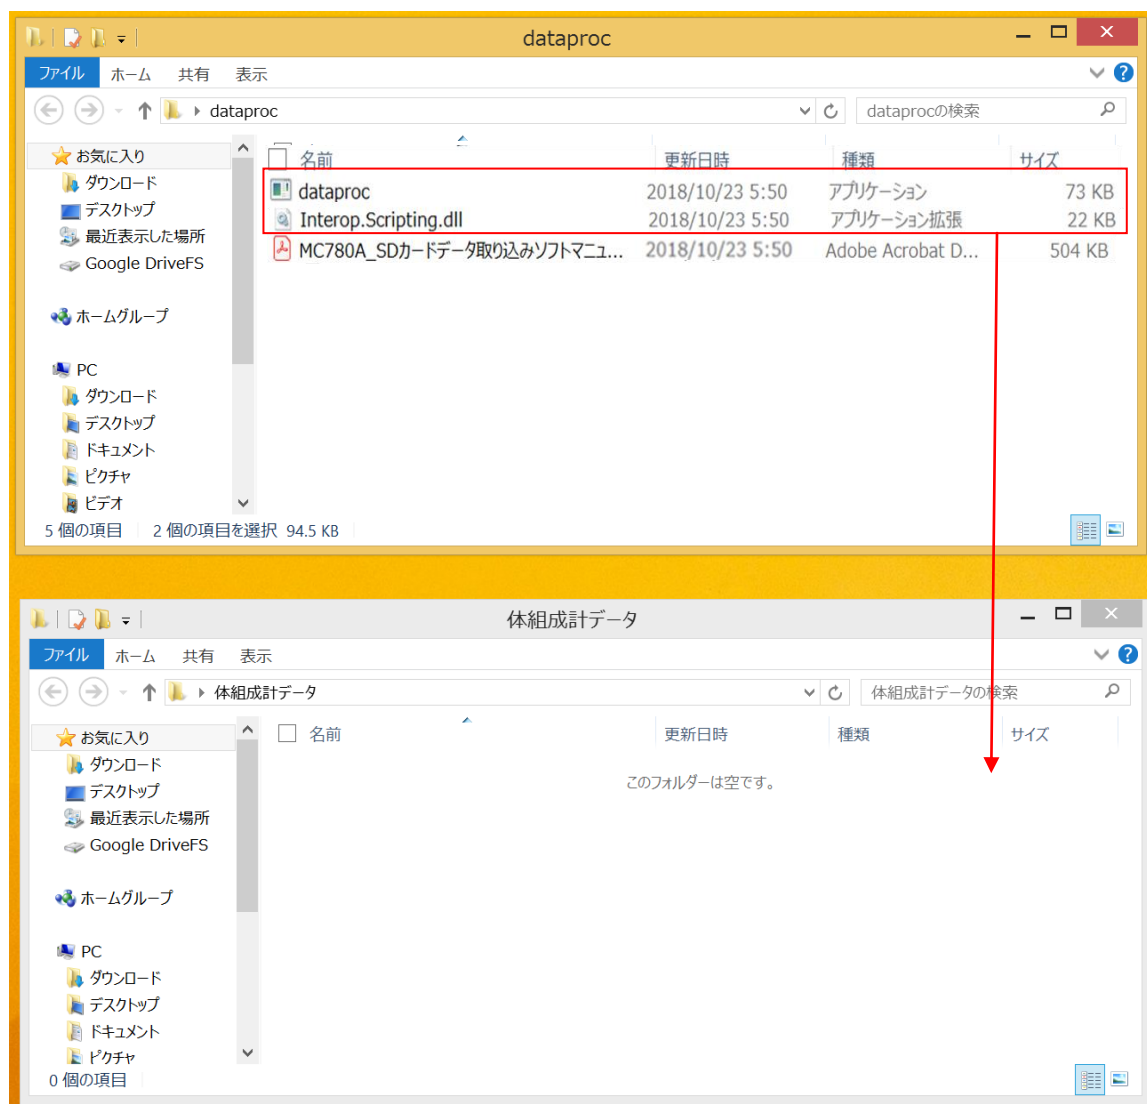 dataproc
ファイル ホーム 共有 表示
dataproc
dataprocの検索
お気に入り
ダウンロード
デスクトップ
最近表示した場所
Google DriveFS
ホームグループ
PC
ダウンロード
デスクトップ
ドキュメント
ピクチャ
ビデオ
名前 更新日時 種類 サイズ
dataproc 2018/10/23 5:50 アプリケーション 73 KB
Interop.Scripting.dll 2018/10/23 5:50 アプリケーション拡張 22 KB
MC780A_SDカードデータ取り込みソフトマニュ... 2018/10/23 5:50 Adobe Acrobat D... 504 KB
5 個の項目 2 個の項目を選択 94.5 KB
体組成計データ
ファイル ホーム 共有 表示
体組成計データ
体組成計データの検索
お気に入り
ダウンロード
デスクトップ
最近表示した場所
Google DriveFS
ホームグループ
PC
ダウンロード
デスクトップ
ドキュメント
ピクチャ
名前 更新日時 種類 サイズ
このフォルダーは空です。
0 個の項目